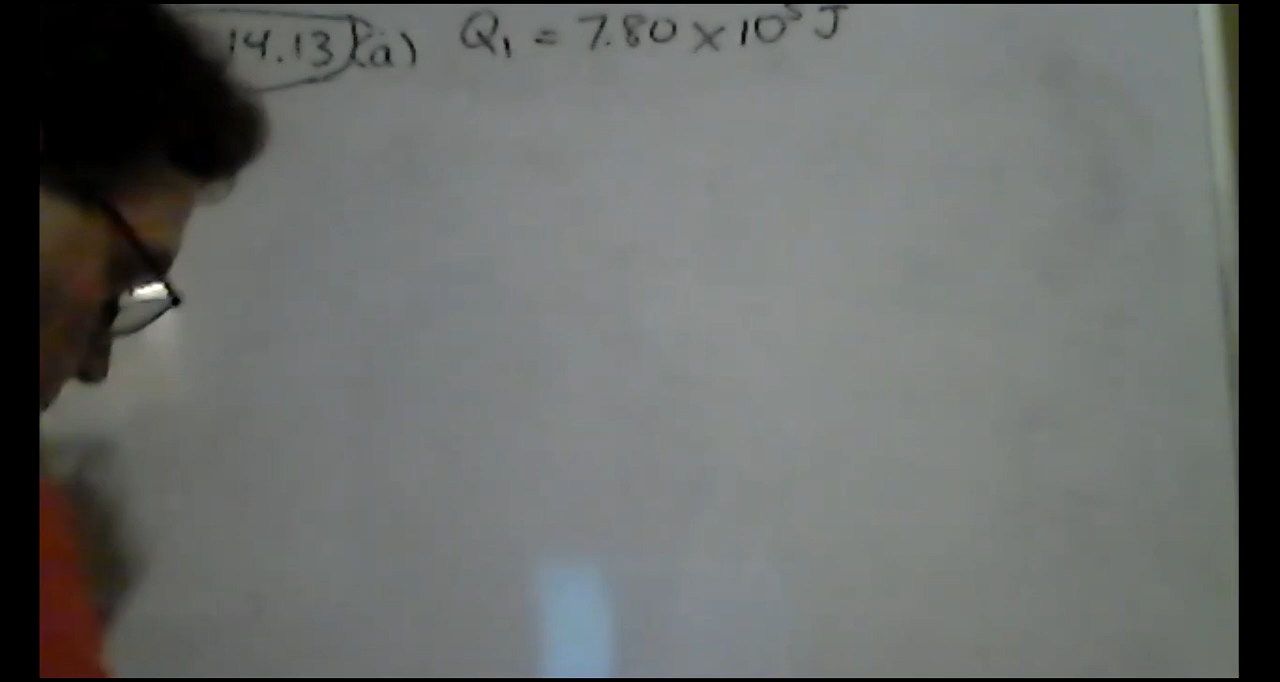 14.13) (a) Q₁ = 7.80 × 10⁵ J